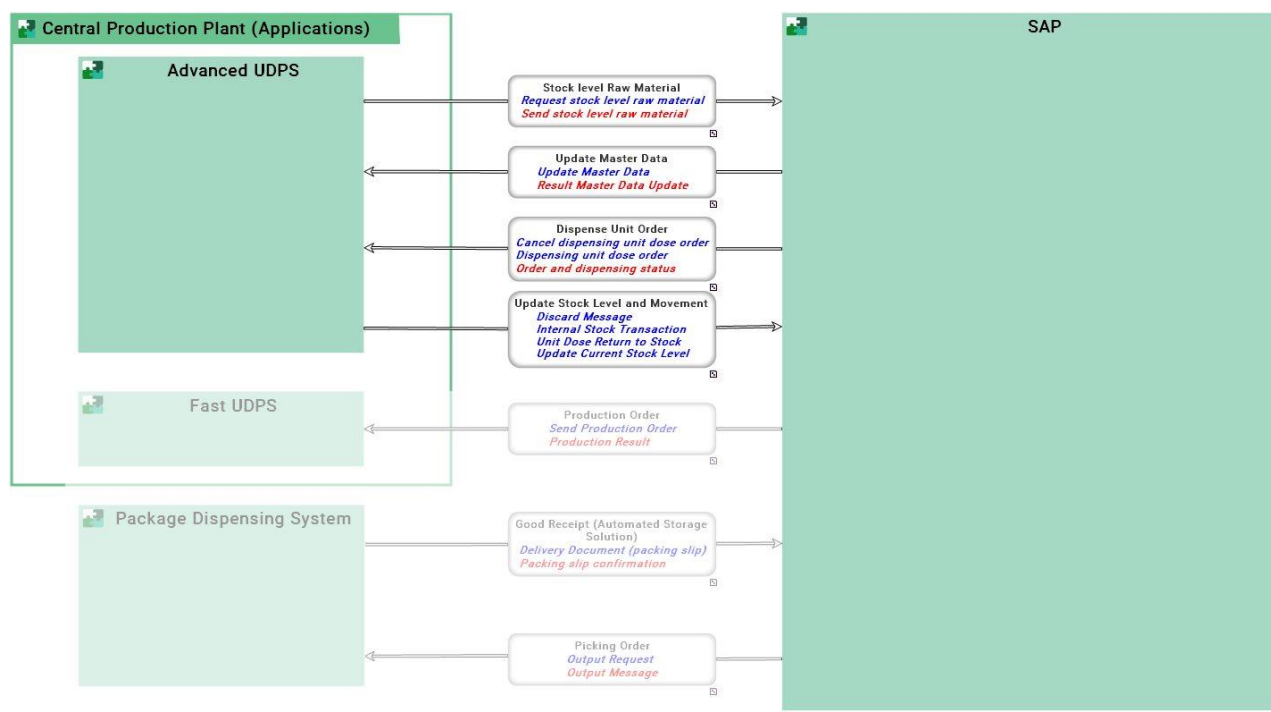 Central Production Plant (Applications)
SAP
Advanced UDPS
Stock level Raw Material
Request stock level raw material
Send stock level raw material
Update Master Data
Update Master Data
Result Master Data Update
Dispense Unit Order
Cancel dispensing unit dose order
Dispensing unit dose order
Order and dispensing status
Update Stock Level and Movement
Discard Message
Internal Stock Transaction
Unit Dose Return to Stock
Update Current Stock Level
Fast UDPS
Production Order
Send Production Order
Production Result
Package Dispensing System
Good Receipt (Automated Storage
Solution)
Delivery Document (packing slip)
Packing slip confirmation
Picking Order
Output Request
Output Message